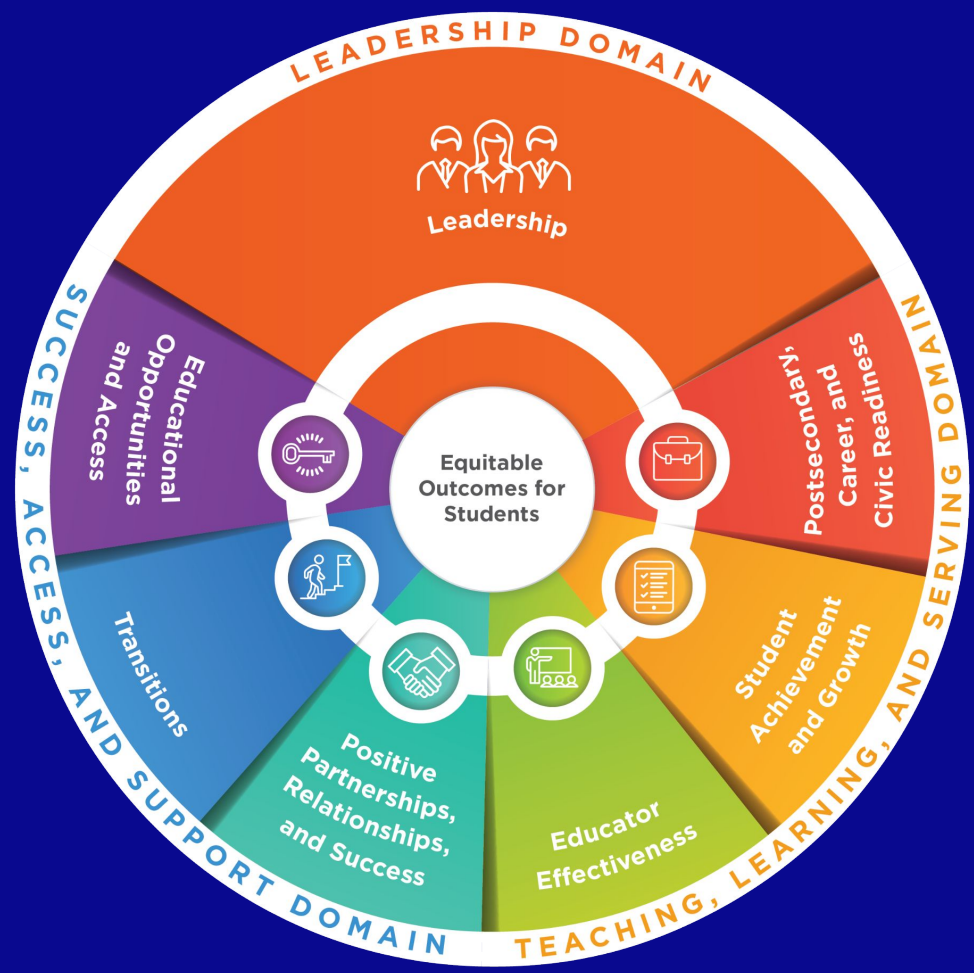 LEADERSHIP DOMAIN
Leadership
Postsecondary,
Career, and
Civic Readiness
Student
Achievement
and Growth
Educator
Effectiveness
TEACHING, LEARNING, AND SERVING DOMAIN
Positive
Partnerships,
Relationships,
and Success
Transitions
Educational
Opportunities
and Access
SUCCESS, ACCESS, AND SUPPORT DOMAIN
Equitable
Outcomes for
Students